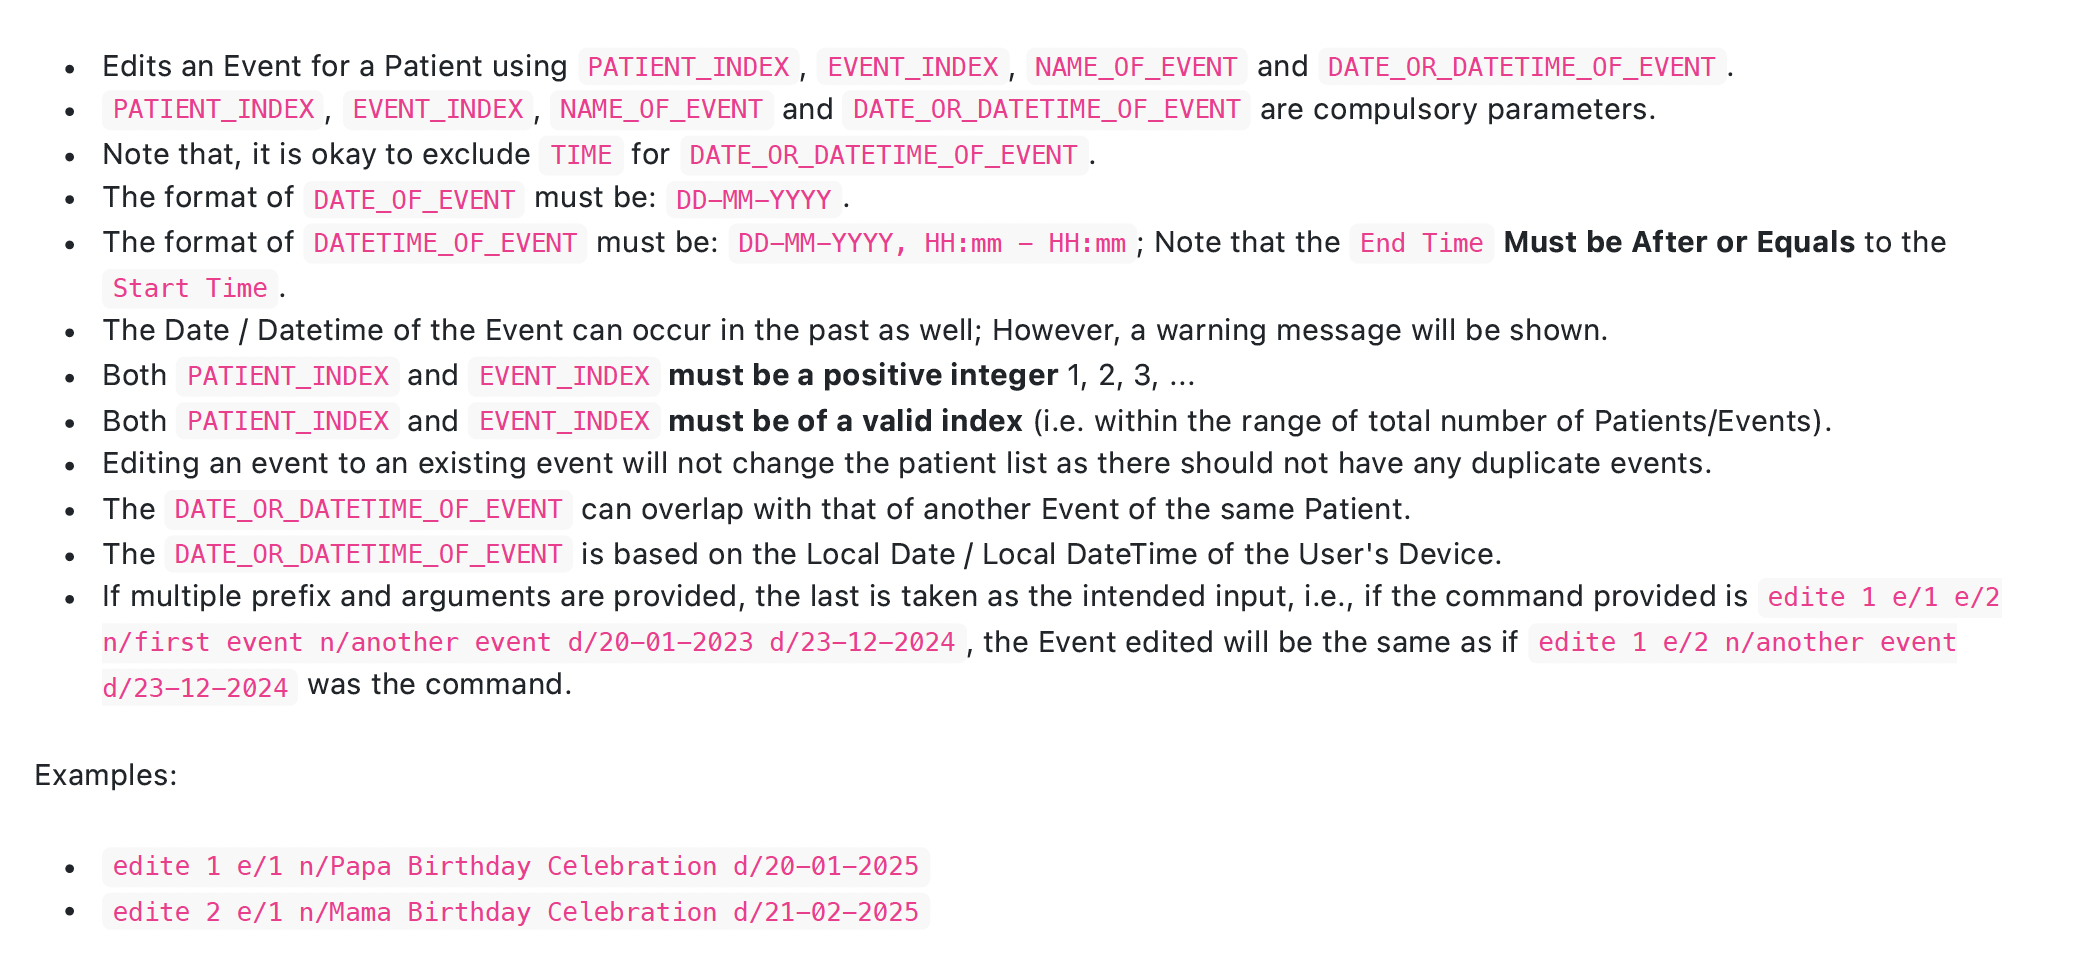 • Edits an Event for a Patient using PATIENT_INDEX, EVENT_INDEX, NAME_OF_EVENT and DATE_OR_DATETIME_OF_EVENT.
• PATIENT_INDEX, EVENT_INDEX, NAME_OF_EVENT and DATE_OR_DATETIME_OF_EVENT are compulsory parameters.
• Note that, it is okay to exclude TIME for DATE_OR_DATETIME_OF_EVENT.
• The format of DATE_OF_EVENT must be: DD-MM-YYYY.
• The format of DATETIME_OF_EVENT must be: DD-MM-YYYY, HH:mm - HH:mm; Note that the End Time Must be After or Equals to the
Start Time.
• The Date / Datetime of the Event can occur in the past as well; However, a warning message will be shown.
• Both PATIENT_INDEX and EVENT_INDEX must be a positive integer 1, 2, 3, ...
• Both PATIENT_INDEX and EVENT_INDEX must be of a valid index (i.e. within the range of total number of Patients/Events).
• Editing an event to an existing event will not change the patient list as there should not have any duplicate events.
• The DATE_OR_DATETIME_OF_EVENT can overlap with that of another Event of the same Patient.
• The DATE_OR_DATETIME_OF_EVENT is based on the Local Date / Local DateTime of the User's Device.
• If multiple prefix and arguments are provided, the last is taken as the intended input, i.e., if the command provided is edite 1 e/1 e/2
n/first event n/another event d/20-01-2023 d/23-12-2024, the Event edited will be the same as if edite 1 e/2 n/another event
d/23-12-2024 was the command.
Examples:
• edite 1 e/1 n/Papa Birthday Celebration d/20-01-2025
• edite 2 e/1 n/Mama Birthday Celebration d/21-02-2025